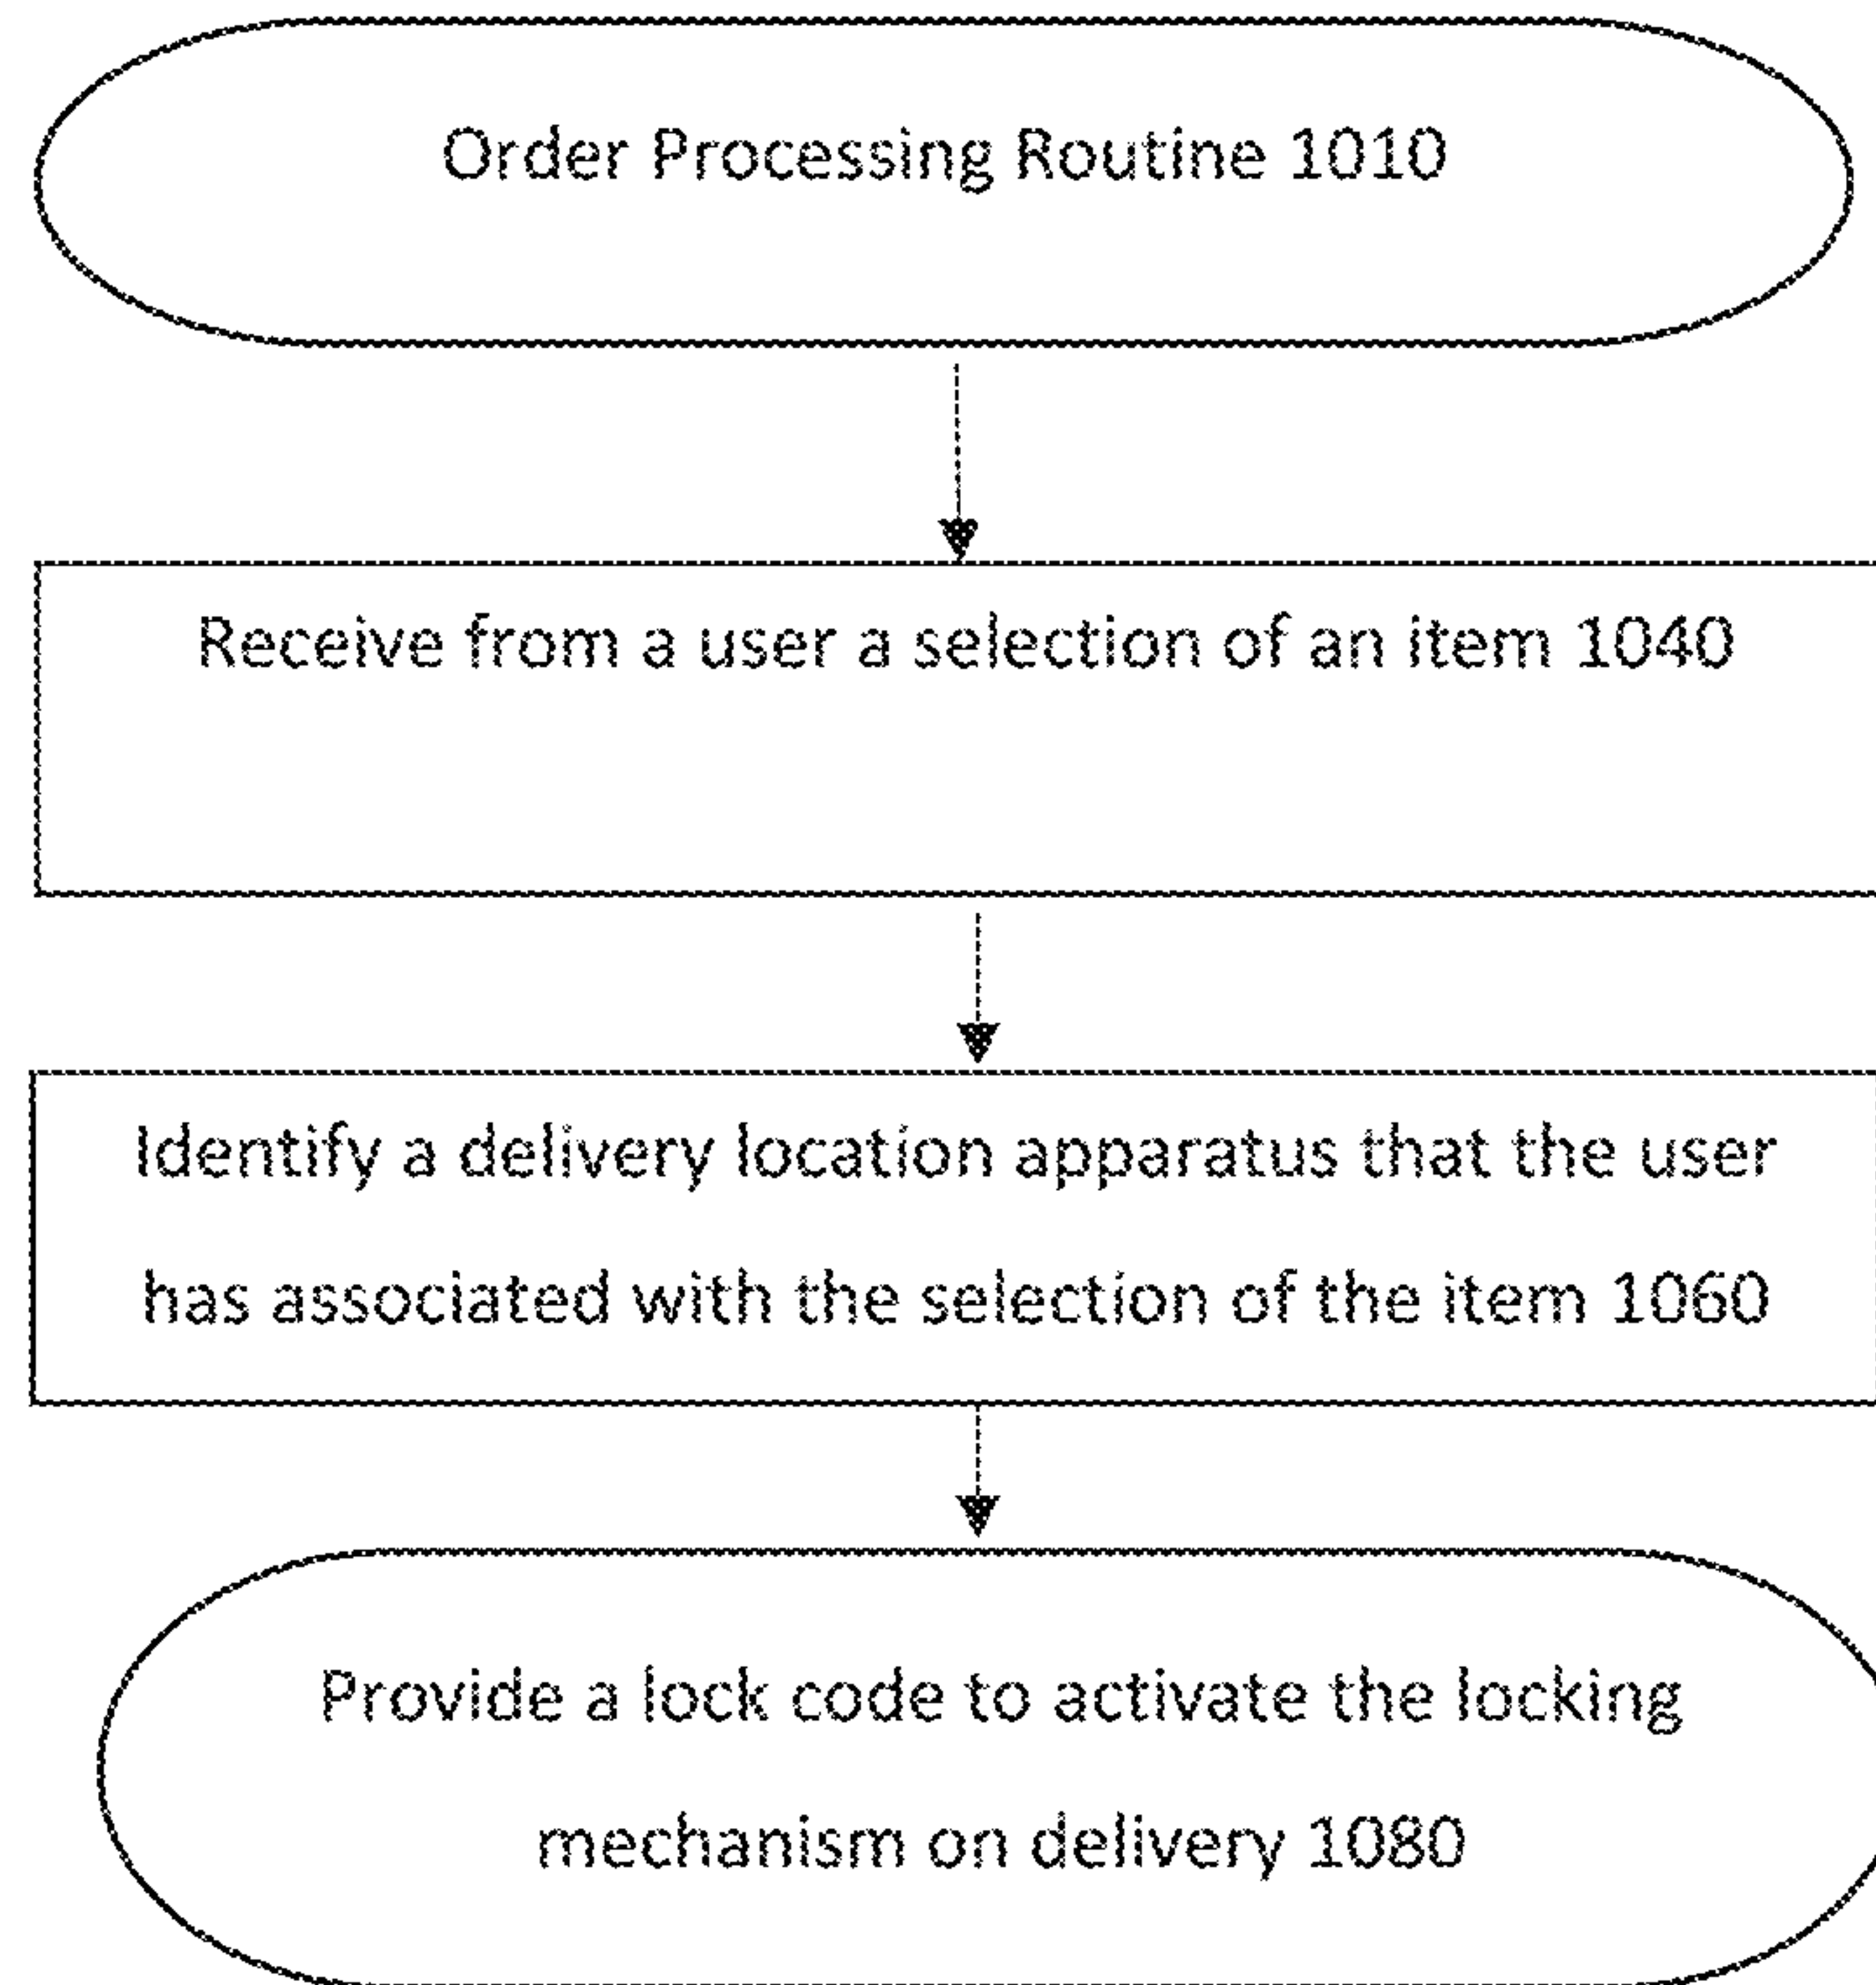 Order Processing Routine 1010
Receive from a user a selection of an item 1040
Identify a delivery location apparatus that the user
has associated with the selection of the item 1060
Provide a lock code to activate the locking
mechanism on delivery 1080